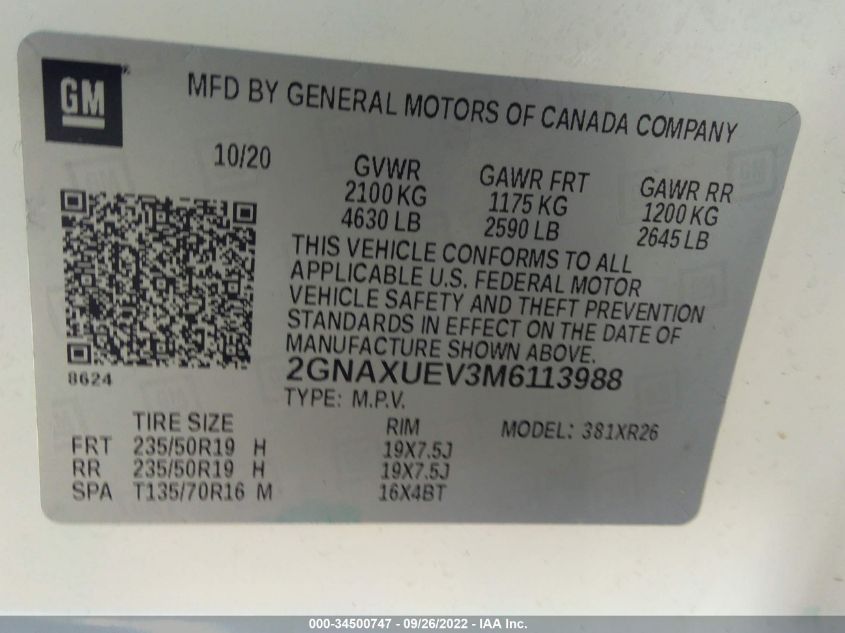 GM
MFD BY GENERAL MOTORS OF CANADA COMPANY
10/20
GVWR
2100 KG
4630 LB
GAWR FRT
1175 KG
2590 LB
GAWR RR
1200 KG
2645 LB
THIS VEHICLE CONFORMS TO ALL
APPLICABLE U.S. FEDERAL MOTOR
VEHICLE SAFETY AND THEFT PREVENTION
STANDARDS IN EFFECT ON THE DATE OF
MANUFACTURE SHOWN ABOVE.
8624
2GNAXUEV3M6113988
TYPE: M.P.V.
TIRE SIZE RIM MODEL: 381XR26
FRT 235/50R19 H 19X7.5J
RR 235/50R19 H 19X7.5J
SPA T135/70R16 M 16X4BT
000-34500747 - 09/26/2022 - IAA Inc.